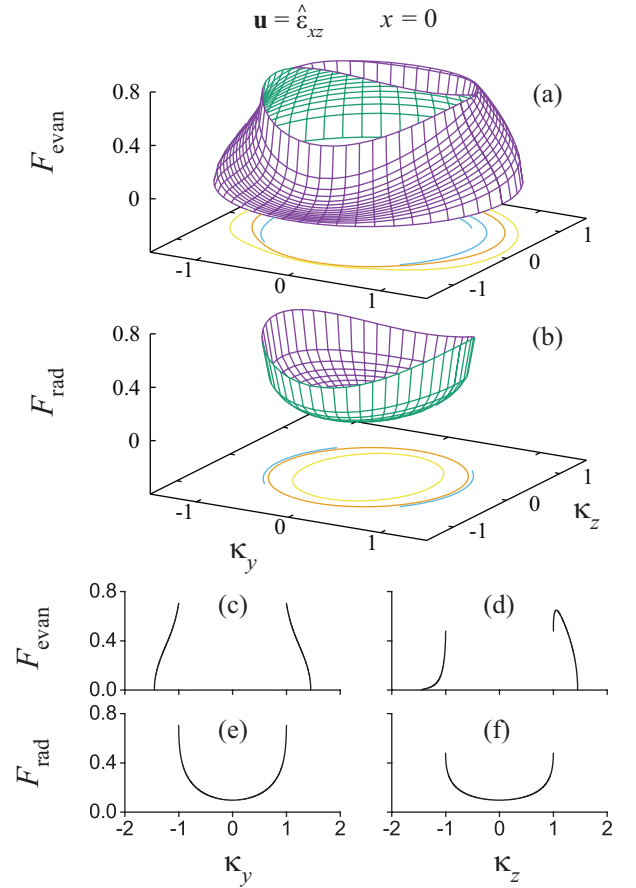 u = ε̂xz x = 0
(a)
0.8
0.4
0
Fevan
-1
0
1
-1
0
1
(b)
0.8
0.4
0
Frad
-1
0
1
-1
0
1
κy
κz
(c)
(d)
0.8
0.4
0.0
Fevan
(e)
(f)
0.8
0.4
0.0
Frad
-2 -1 0 1 2
-2 -1 0 1 2
κy
κz